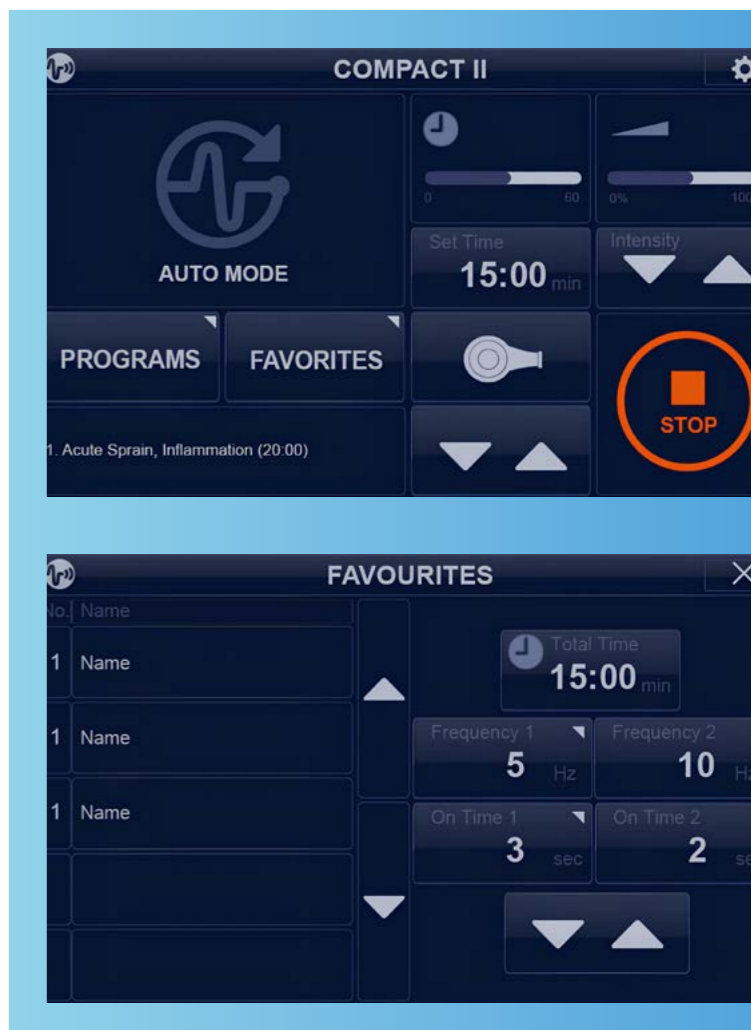 COMPACT II
0 60
0% 100
AUTO MODE
Set Time
15:00 min
Intensity
PROGRAMS
FAVORITES
STOP
1. Acute Sprain, Inflammation (20:00)
FAVOURITES
No. Name
1 Name
1 Name
1 Name
Total Time
15:00 min
Frequency 1
5 Hz
Frequency 2
10 Hz
On Time 1
3 sec
On Time 2
2 se